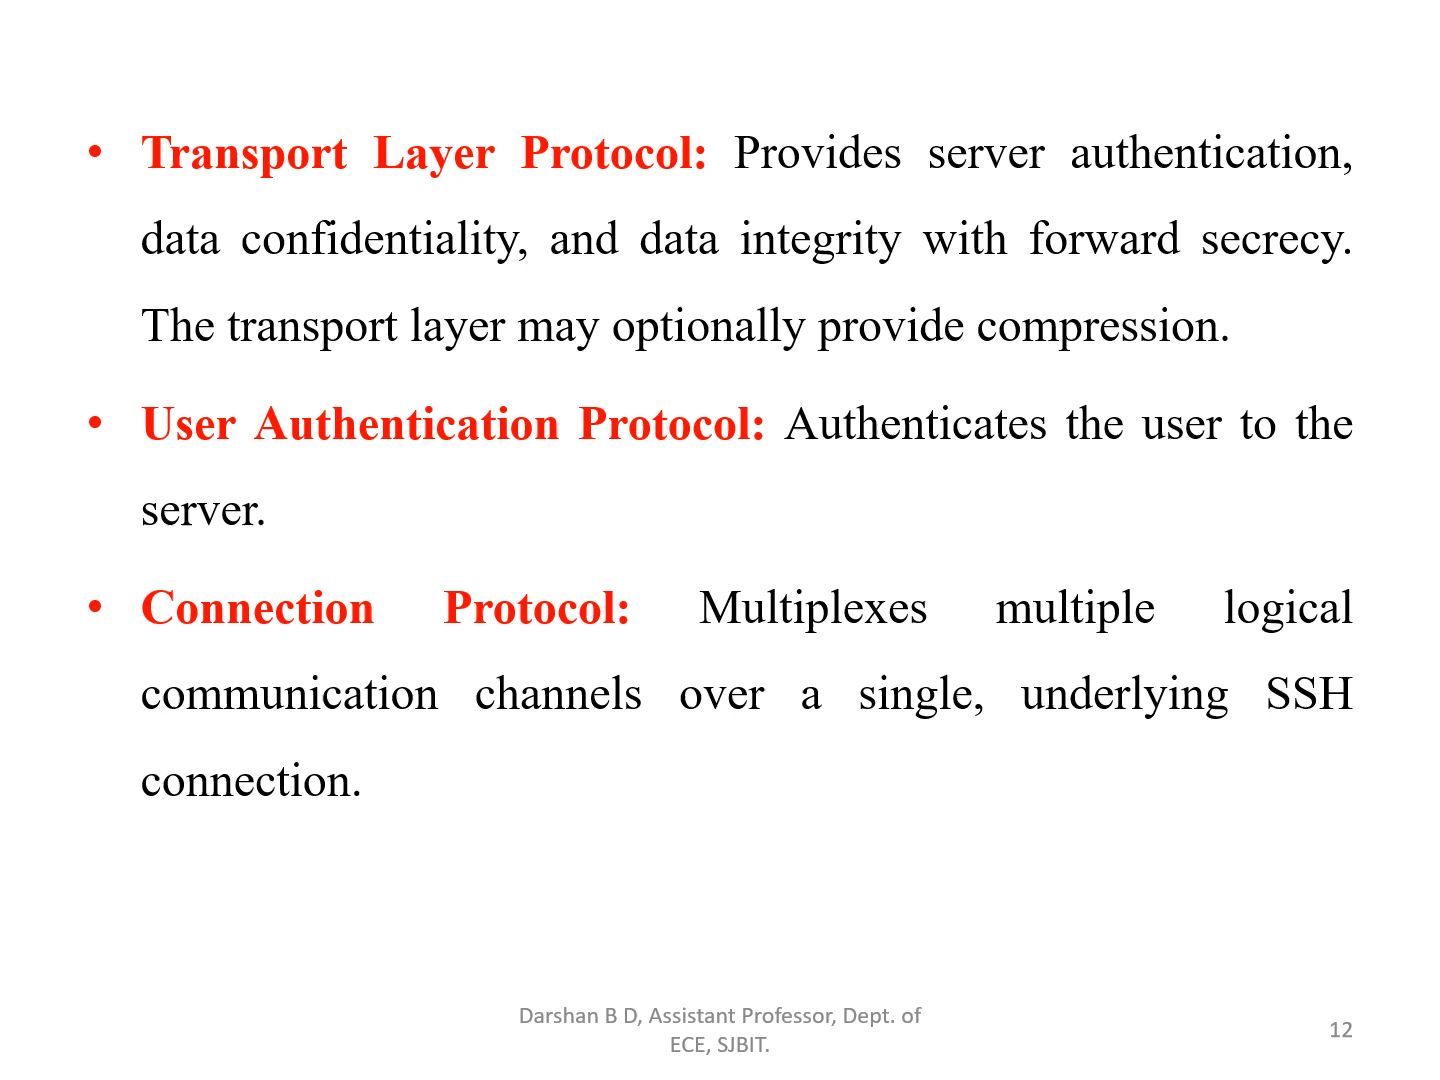 • Transport Layer Protocol: Provides server authentication,
data confidentiality, and data integrity with forward secrecy.
The transport layer may optionally provide compression.
• User Authentication Protocol: Authenticates the user to the
server.
• Connection Protocol: Multiplexes multiple logical
communication channels over a single, underlying SSH
connection.
Darshan B D, Assistant Professor, Dept. of
ECE, SJBIT.
12